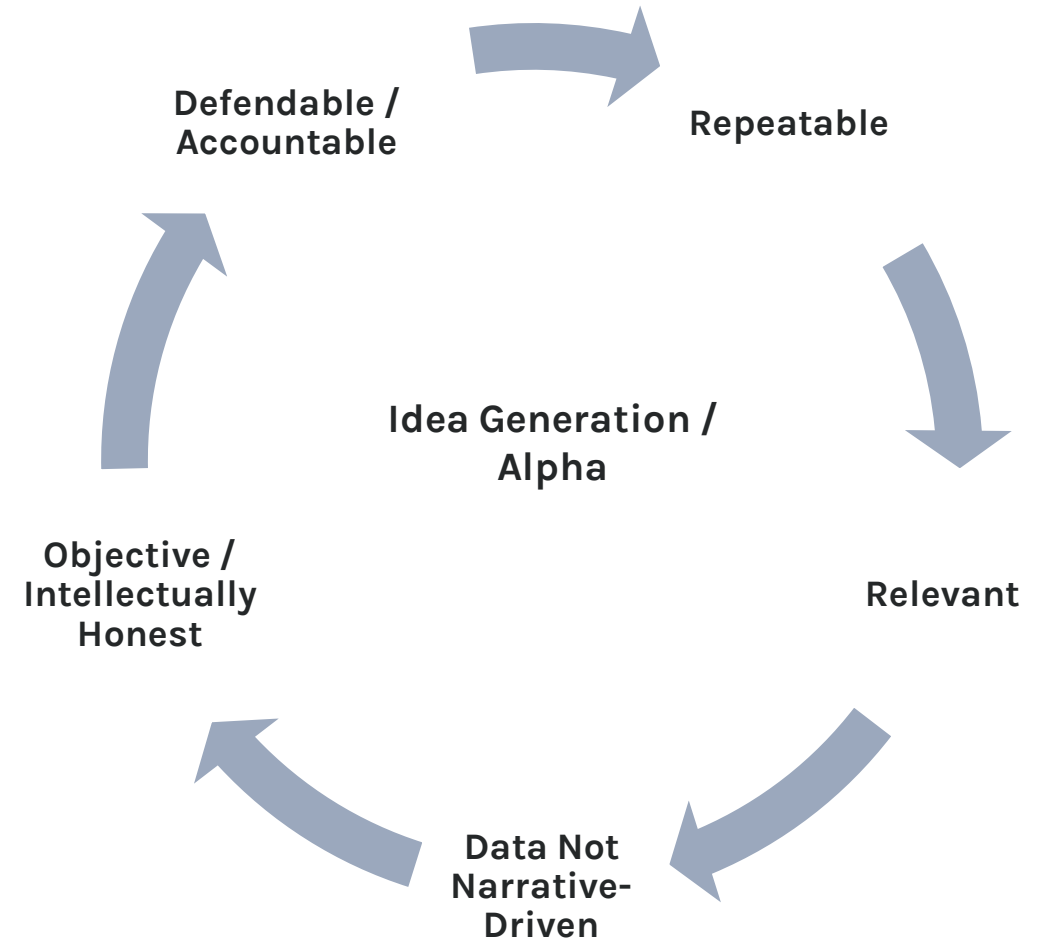 Defendable /
Accountable
Repeatable
Idea Generation /
Alpha
Objective /
Intellectually
Honest
Relevant
Data Not
Narrative-
Driven